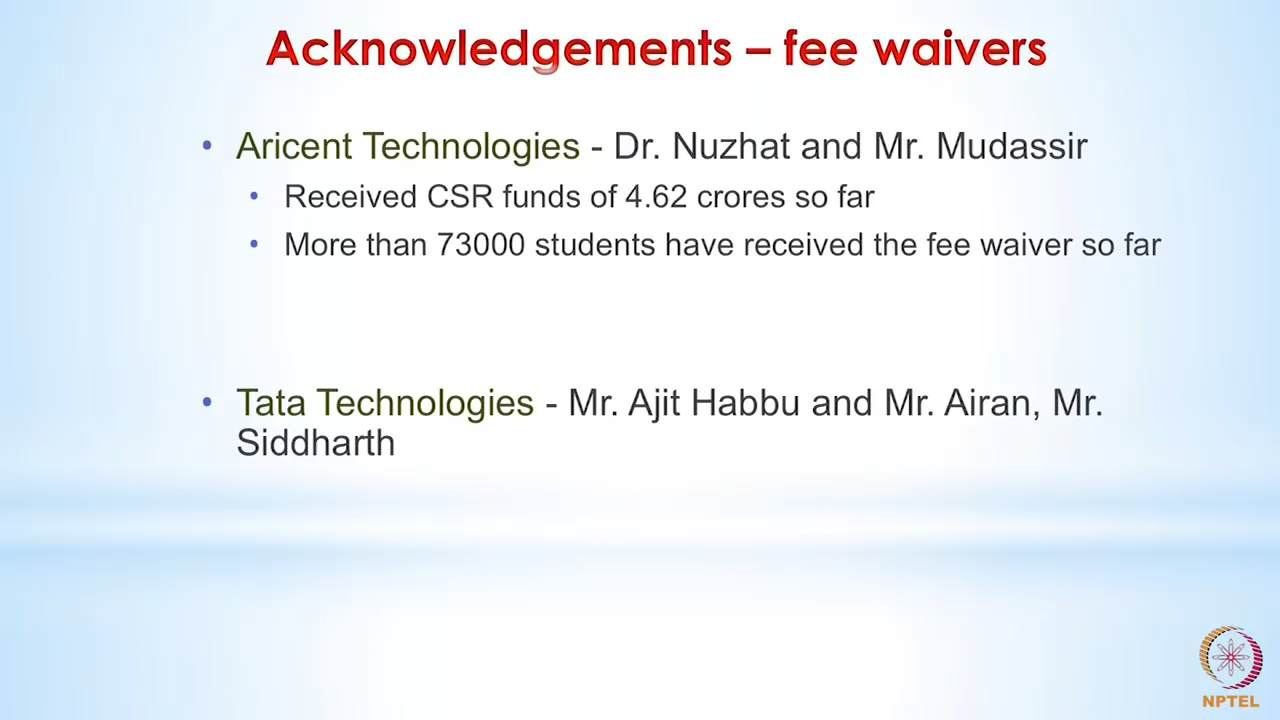 Acknowledgements – fee waivers
• Aricent Technologies - Dr. Nuzhat and Mr. Mudassir
• Received CSR funds of 4.62 crores so far
• More than 73000 students have received the fee waiver so far
• Tata Technologies - Mr. Ajit Habbu and Mr. Airan, Mr.
Siddharth
NPTEL